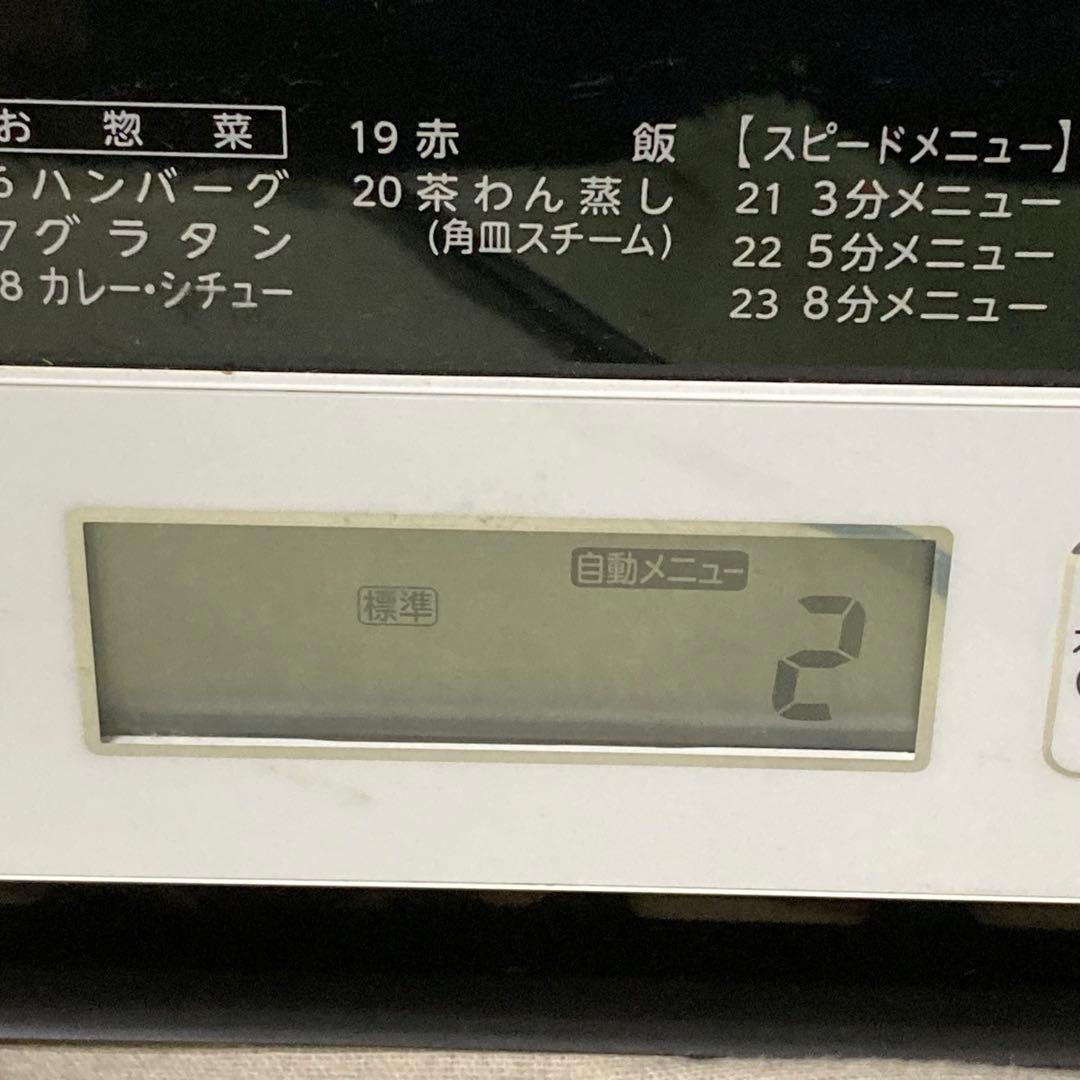 お惣菜
6 ハンバーグ
7 グラタン
8 カレー・シチュー
19 赤飯
20 茶わん蒸し
(角皿スチーム)
【スピードメニュー】
21 3分メニュー
22 5分メニュー
23 8分メニュー
自動メニュー
標準
2